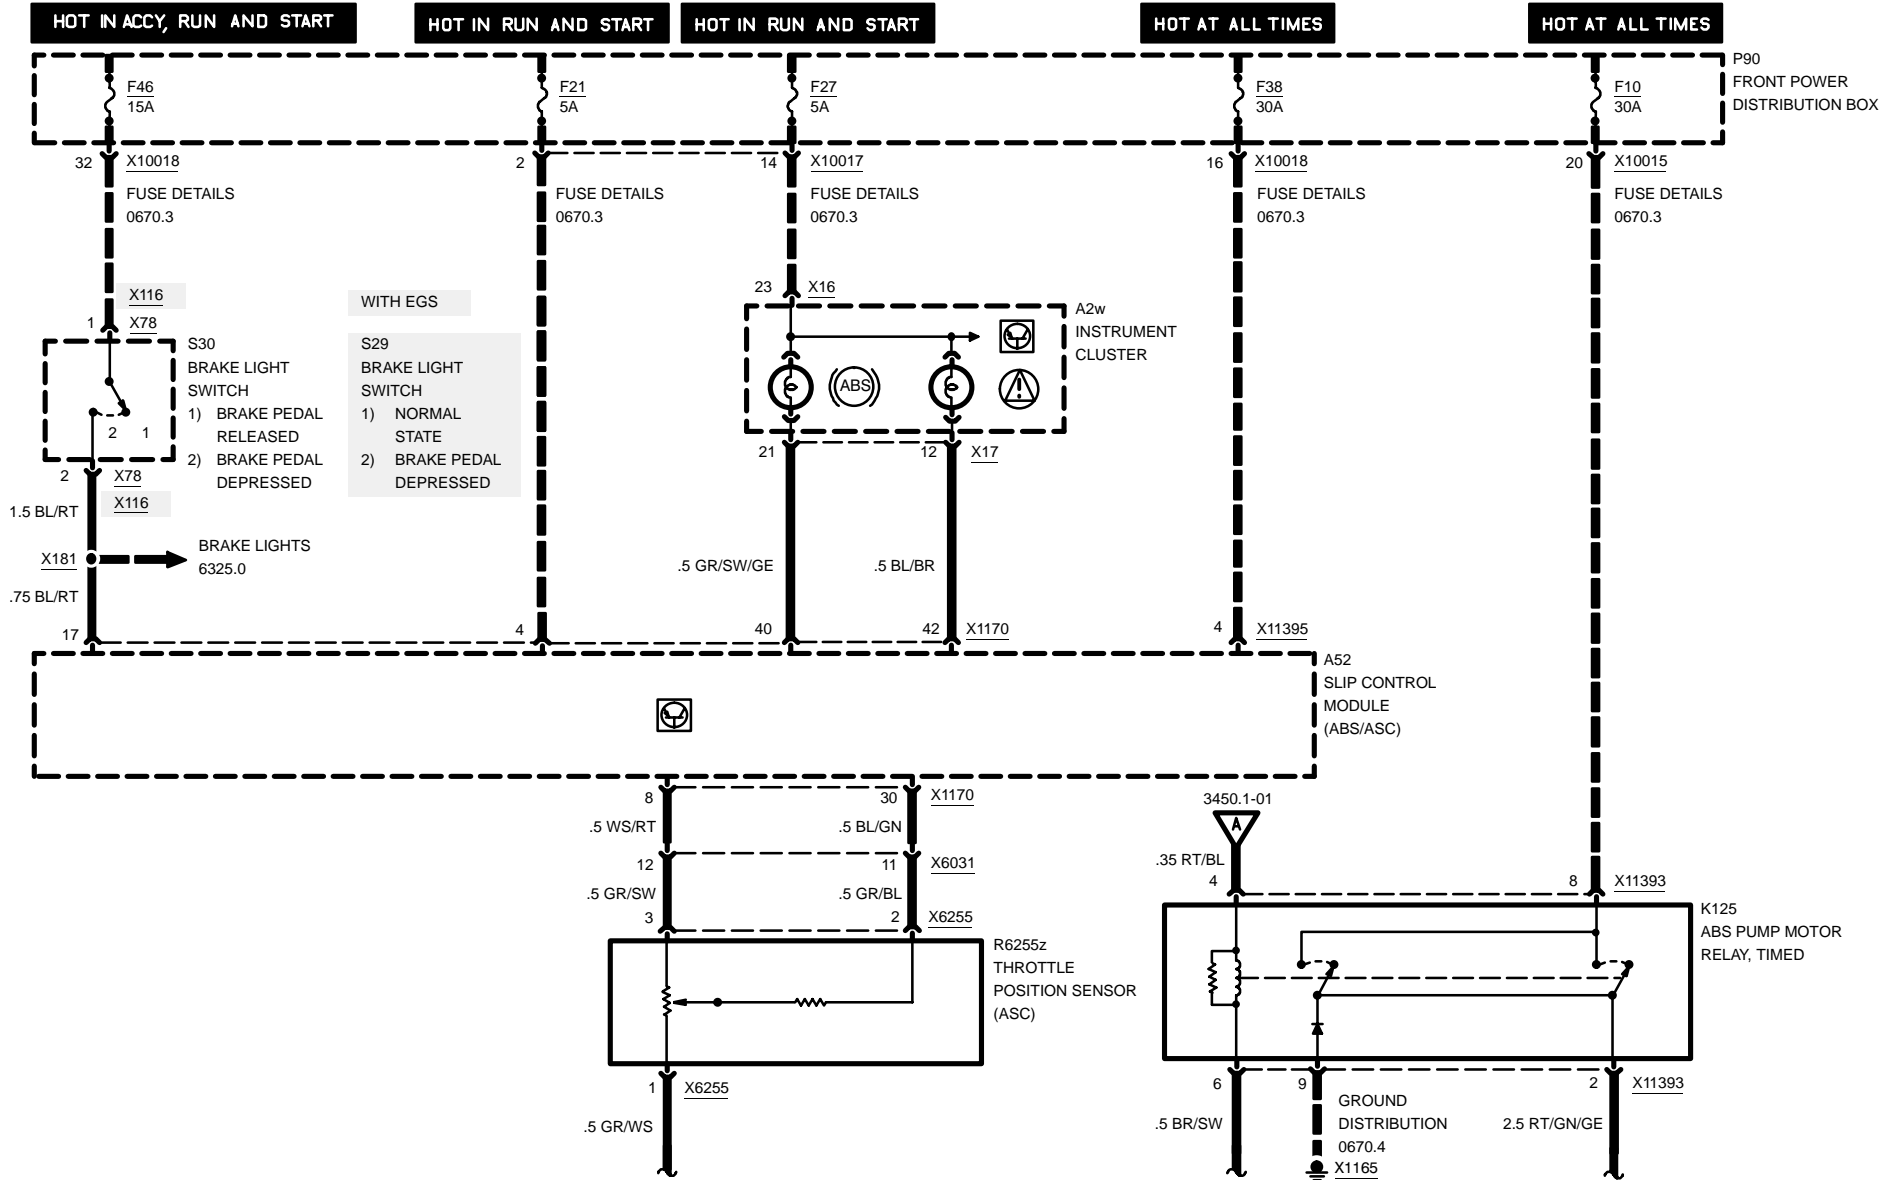 HOT IN ACCY, RUN AND START
HOT IN RUN AND START
HOT IN RUN AND START
HOT AT ALL TIMES
HOT AT ALL TIMES
P90
FRONT POWER
DISTRIBUTION BOX
F46
15A
F21
5A
F27
5A
F38
30A
F10
30A
32
X10018
2
14
X10017
16
X10018
20
X10015
FUSE DETAILS
0670.3
FUSE DETAILS
0670.3
FUSE DETAILS
0670.3
FUSE DETAILS
0670.3
FUSE DETAILS
0670.3
X116
1
X78
S30
BRAKE LIGHT
SWITCH
1) BRAKE PEDAL
RELEASED
2) BRAKE PEDAL
DEPRESSED
2 1
WITH EGS
S29
BRAKE LIGHT
SWITCH
1) NORMAL
STATE
2) BRAKE PEDAL
DEPRESSED
23
X16
A2w
INSTRUMENT
CLUSTER
ABS
!
2
X78
X116
1.5 BL/RT
X181
BRAKE LIGHTS
6325.0
.75 BL/RT
21
12
X17
.5 GR/SW/GE
.5 BL/BR
17
4
40
42
X1170
4
X11395
A52
SLIP CONTROL
MODULE
(ABS/ASC)
8
30
X1170
.5 WS/RT
.5 BL/GN
12
11
X6031
.5 GR/SW
.5 GR/BL
3
2
X6255
R6255z
THROTTLE
POSITION SENSOR
(ASC)
1
X6255
.5 GR/WS
3450.1-01
A
.35 RT/BL
4
8
X11393
K125
ABS PUMP MOTOR
RELAY, TIMED
6
9
2
X11393
.5 BR/SW
GROUND
DISTRIBUTION
0670.4
X1165
2.5 RT/GN/GE